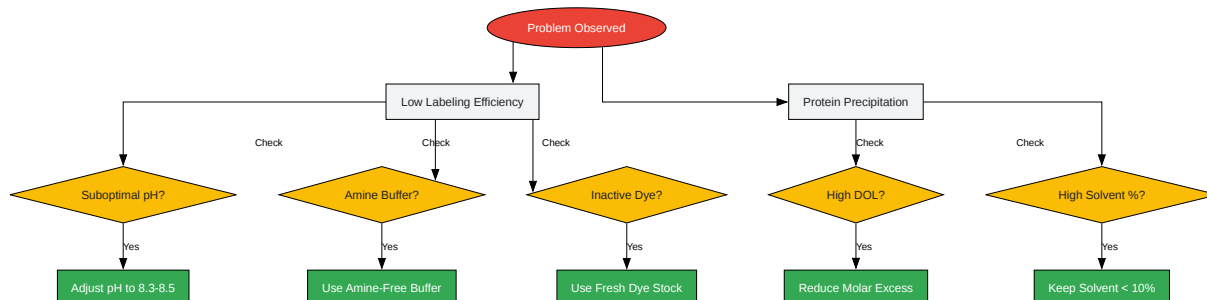 Problem Observed
Low Labeling Efficiency
Protein Precipitation
Check
Check
Check
Check
Check
Suboptimal pH?
Amine Buffer?
Inactive Dye?
High DOL?
High Solvent %?
Yes
Yes
Yes
Yes
Yes
Adjust pH to 8.3-8.5
Use Amine-Free Buffer
Use Fresh Dye Stock
Reduce Molar Excess
Keep Solvent < 10%